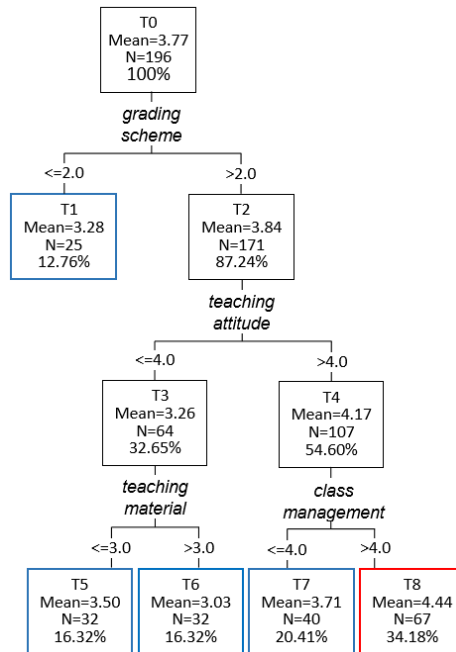 T0
Mean=3.77
N=196
100%
grading
scheme
<=2.0
>2.0
T1
Mean=3.28
N=25
12.76%
T2
Mean=3.84
N=171
87.24%
teaching
attitude
<=4.0
>4.0
T3
Mean=3.26
N=64
32.65%
T4
Mean=4.17
N=107
54.60%
teaching
material
class
management
<=3.0
>3.0
<=4.0
>4.0
T5
Mean=3.50
N=32
16.32%
T6
Mean=3.03
N=32
16.32%
T7
Mean=3.71
N=40
20.41%
T8
Mean=4.44
N=67
34.18%